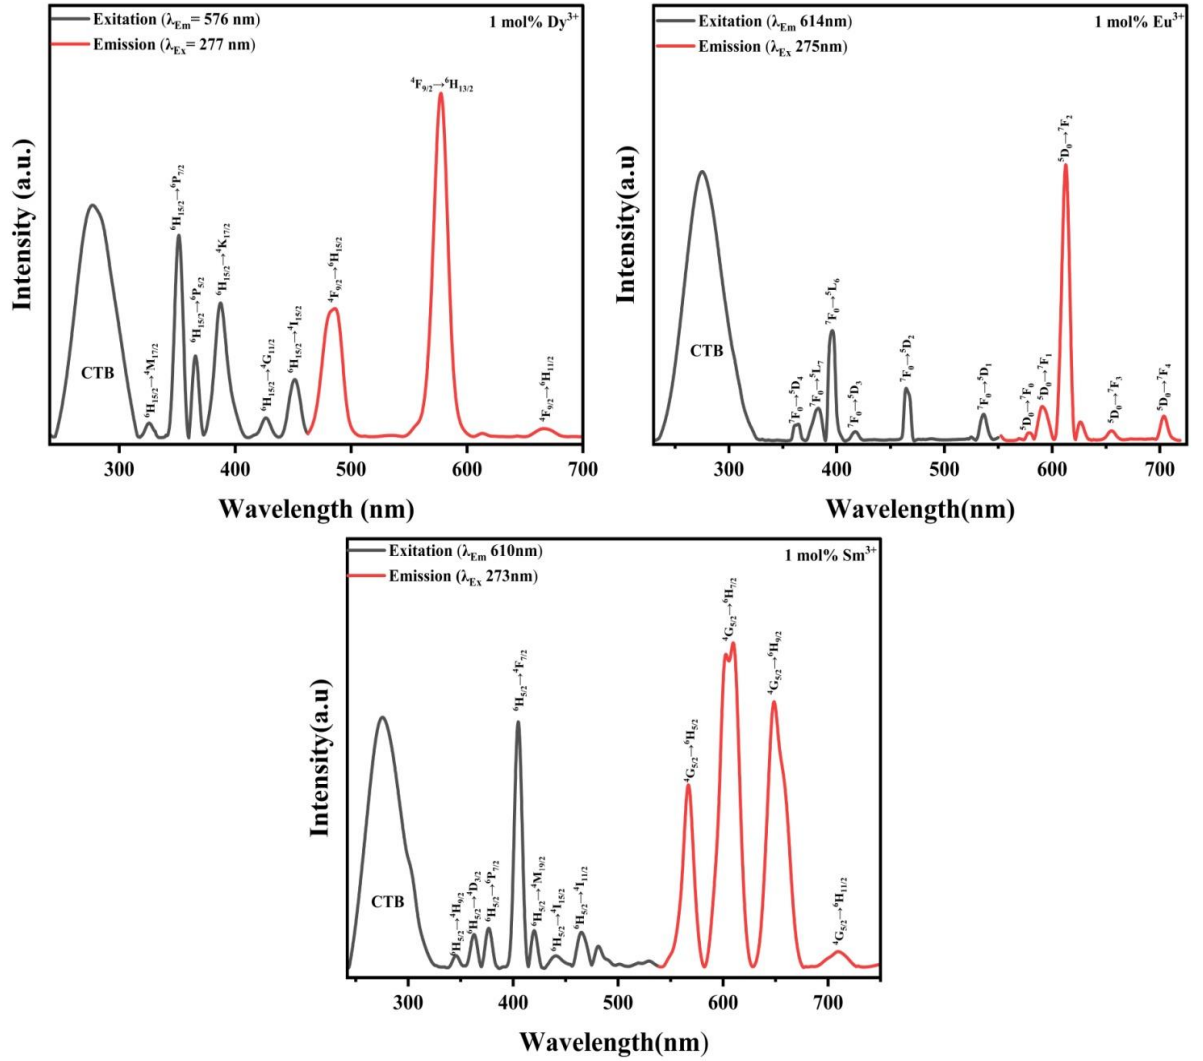 Exitation (λEm= 576 nm)
1 mol% Dy³⁺
Emission (λEx= 277 nm)
⁴F9/2→⁶H13/2
⁶H15/2→⁶P7/2
⁶H15/2→⁴K17/2
⁴F9/2→⁶H15/2
⁶H15/2→⁶P5/2
⁶H15/2→⁴I15/2
CTB
⁶H15/2→⁴M17/2
⁶H15/2→⁴G11/2
⁴F9/2→⁶H11/2
Intensity (a.u.)
300 400 500 600 700
Wavelength (nm)
Exitation (λEm 614nm)
1 mol% Eu³⁺
Emission (λEx 275nm)
⁵D0→⁷F2
⁷F0→⁵L6
CTB
⁷F0→⁵D4
⁷F0→⁵L7
⁷F0→⁵D3
⁷F0→⁵D2
⁷F0→⁵D1
⁵D0→⁷F0
⁵D0→⁷F1
⁵D0→⁷F3
⁵D0→⁷F4
Intensity(a.u)
300 400 500 600 700
Wavelength(nm)
Exitation (λEm 610nm)
1 mol% Sm³⁺
Emission (λEx 273nm)
⁴G5/2→⁶H7/2
⁶H5/2→⁴F7/2
⁴G5/2→⁶H9/2
⁴G5/2→⁶H5/2
CTB
⁶H5/2→⁴H9/2
⁶H5/2→⁴D3/2
⁶H5/2→⁶P7/2
⁶H5/2→⁴M19/2
⁶H5/2→⁴I15/2
⁶H5/2→⁴I11/2
⁴G5/2→⁶H11/2
Intensity(a.u)
300 400 500 600 700
Wavelength(nm)